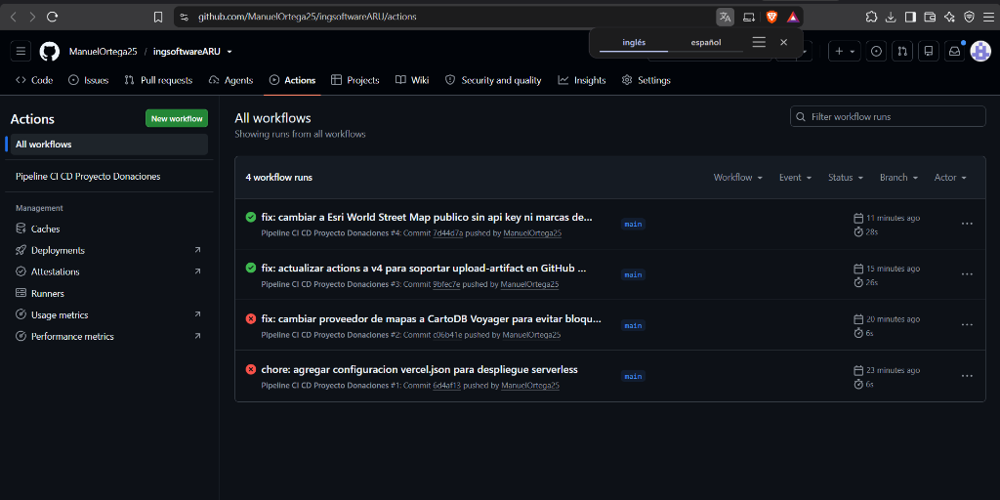 github.com/ManuelOrtega25/ingsoftwareARU/actions
inglés español
ManuelOrtega25 / ingsoftwareARU
Code Issues Pull requests Agents Actions Projects Wiki Security and quality Insights Settings
Actions
New workflow
All workflows
Pipeline CI CD Proyecto Donaciones
Management
Caches
Deployments
Attestations
Runners
Usage metrics
Performance metrics
All workflows
Showing runs from all workflows
Filter workflow runs
4 workflow runs
Workflow Event Status Branch Actor
fix: cambiar a Esri World Street Map publico sin api key ni marcas de...
Pipeline CI CD Proyecto Donaciones #4: Commit 7d44d7a pushed by ManuelOrtega25
main
11 minutes ago
28s
fix: actualizar actions a v4 para soportar upload-artifact en GitHub ...
Pipeline CI CD Proyecto Donaciones #3: Commit 9bfec7e pushed by ManuelOrtega25
main
15 minutes ago
26s
fix: cambiar proveedor de mapas a CartoDB Voyager para evitar bloqu...
Pipeline CI CD Proyecto Donaciones #2: Commit c06b41e pushed by ManuelOrtega25
main
20 minutes ago
6s
chore: agregar configuracion vercel.json para despliegue serverless
Pipeline CI CD Proyecto Donaciones #1: Commit 6d4af13 pushed by ManuelOrtega25
main
23 minutes ago
6s